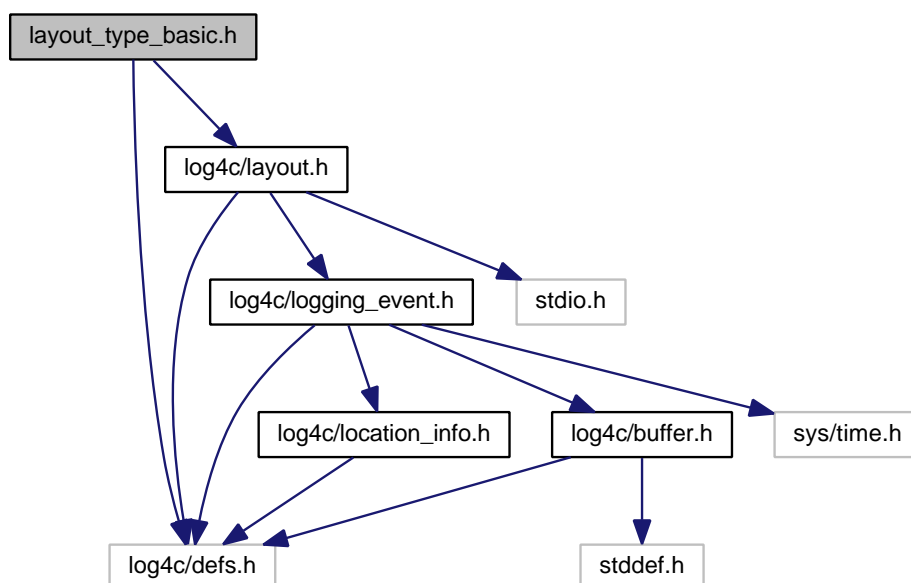 layout_type_basic.h
log4c/layout.h
log4c/logging_event.h
stdio.h
log4c/location_info.h
log4c/buffer.h
sys/time.h
log4c/defs.h
stddef.h